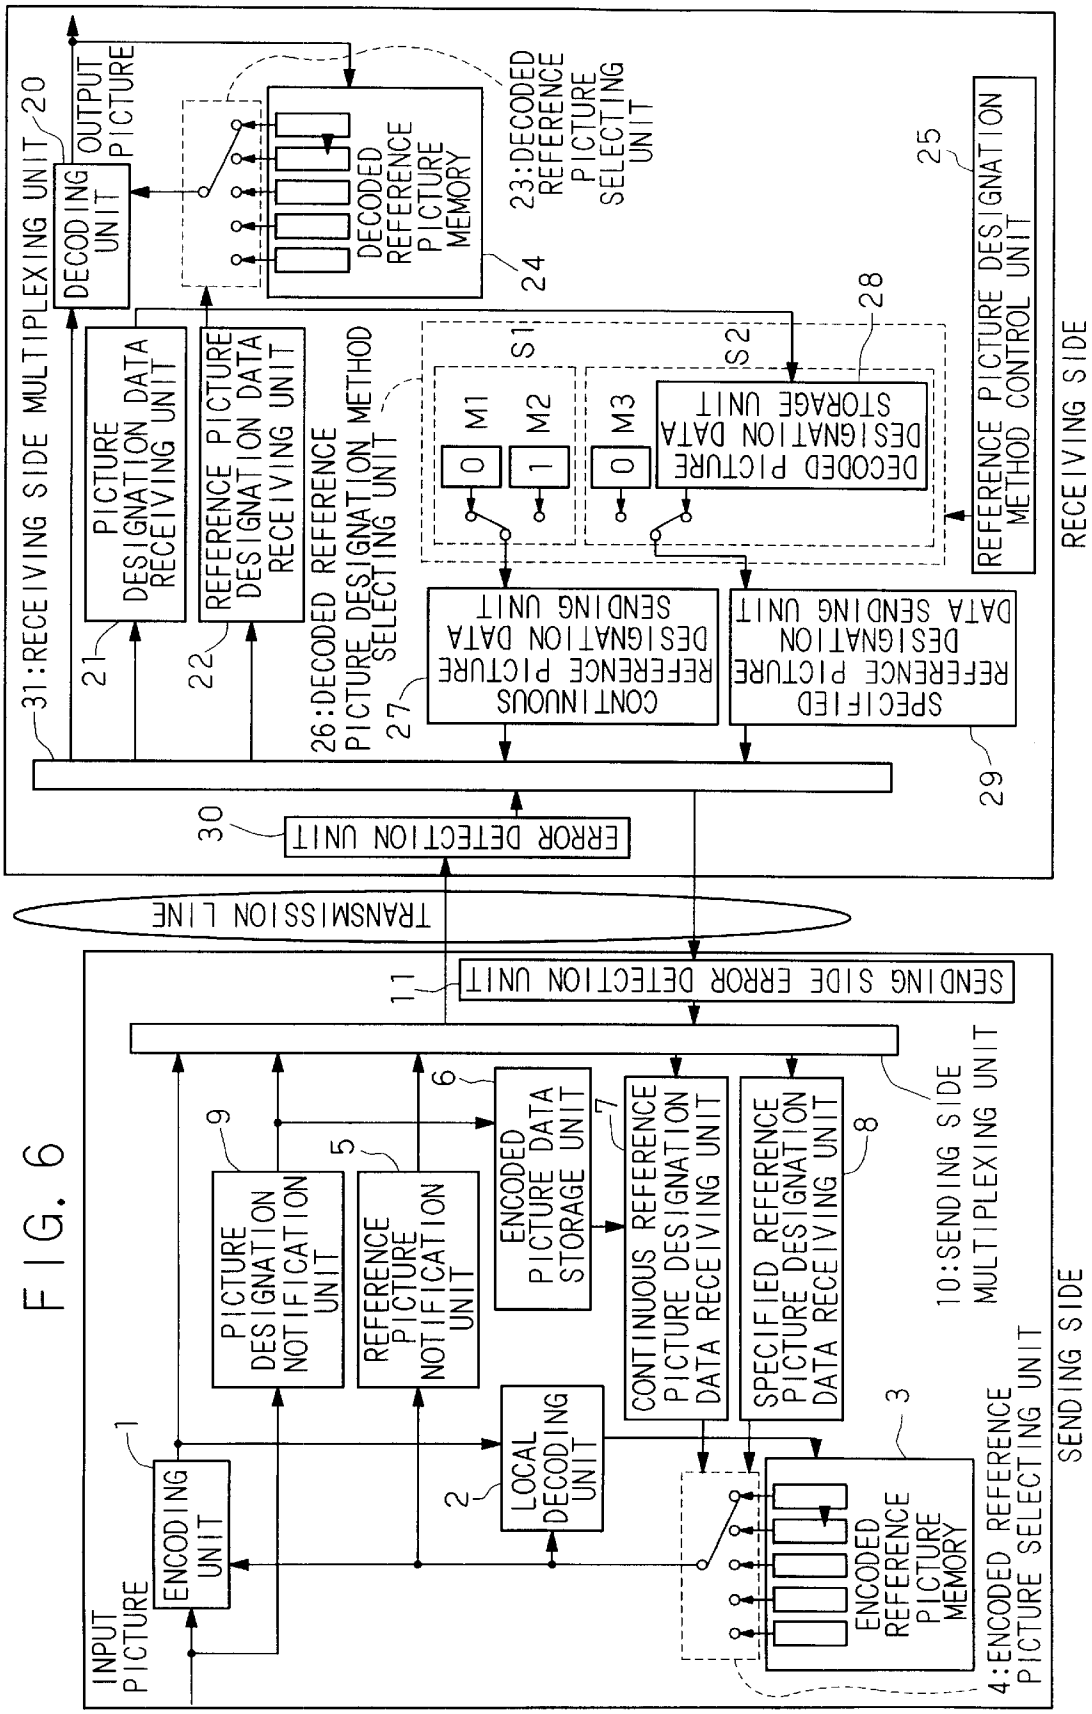 FIG. 6
INPUT
PICTURE
1
ENCODING
UNIT
9
PICTURE
DESIGNATION
NOTIFICATION
UNIT
5
REFERENCE
PICTURE
NOTIFICATION
UNIT
2
LOCAL
DECODING
UNIT
6
ENCODED
PICTURE DATA
STORAGE UNIT
7
CONTINUOUS REFERENCE
PICTURE DESIGNATION
DATA RECEIVING UNIT
SPECIFIED REFERENCE
PICTURE DESIGNATION
DATA RECEIVING UNIT
8
3
ENCODED
REFERENCE
PICTURE
MEMORY
4:ENCODED REFERENCE
PICTURE SELECTING UNIT
10:SENDING SIDE
MULTIPLEXING UNIT
11
SENDING SIDE ERROR DETECTION UNIT
SENDING SIDE
TRANSMISSION LINE
30
ERROR DETECTION UNIT
31:RECEIVING SIDE MULTIPLEXING UNIT
20
DECODING
UNIT
OUTPUT
PICTURE
21
PICTURE
DESIGNATION DATA
RECEIVING UNIT
22
REFERENCE PICTURE
DESIGNATION DATA
RECEIVING UNIT
DECODED
REFERENCE
PICTURE
MEMORY
24
23:DECODED
REFERENCE
PICTURE
SELECTING
UNIT
26:DECODED REFERENCE
PICTURE DESIGNATION METHOD
SELECTING UNIT
27
CONTINUOUS
REFERENCE PICTURE
DESIGNATION DATA
SENDING UNIT
0
M1
1
M2
S1
0
M3
S2
DECODED PICTURE
DESIGNATION DATA
STORAGE UNIT
28
SPECIFIED
REFERENCE PICTURE
DESIGNATION
DATA SENDING UNIT
29
25
REFERENCE PICTURE DESIGNATION
METHOD CONTROL UNIT
RECEIVING SIDE